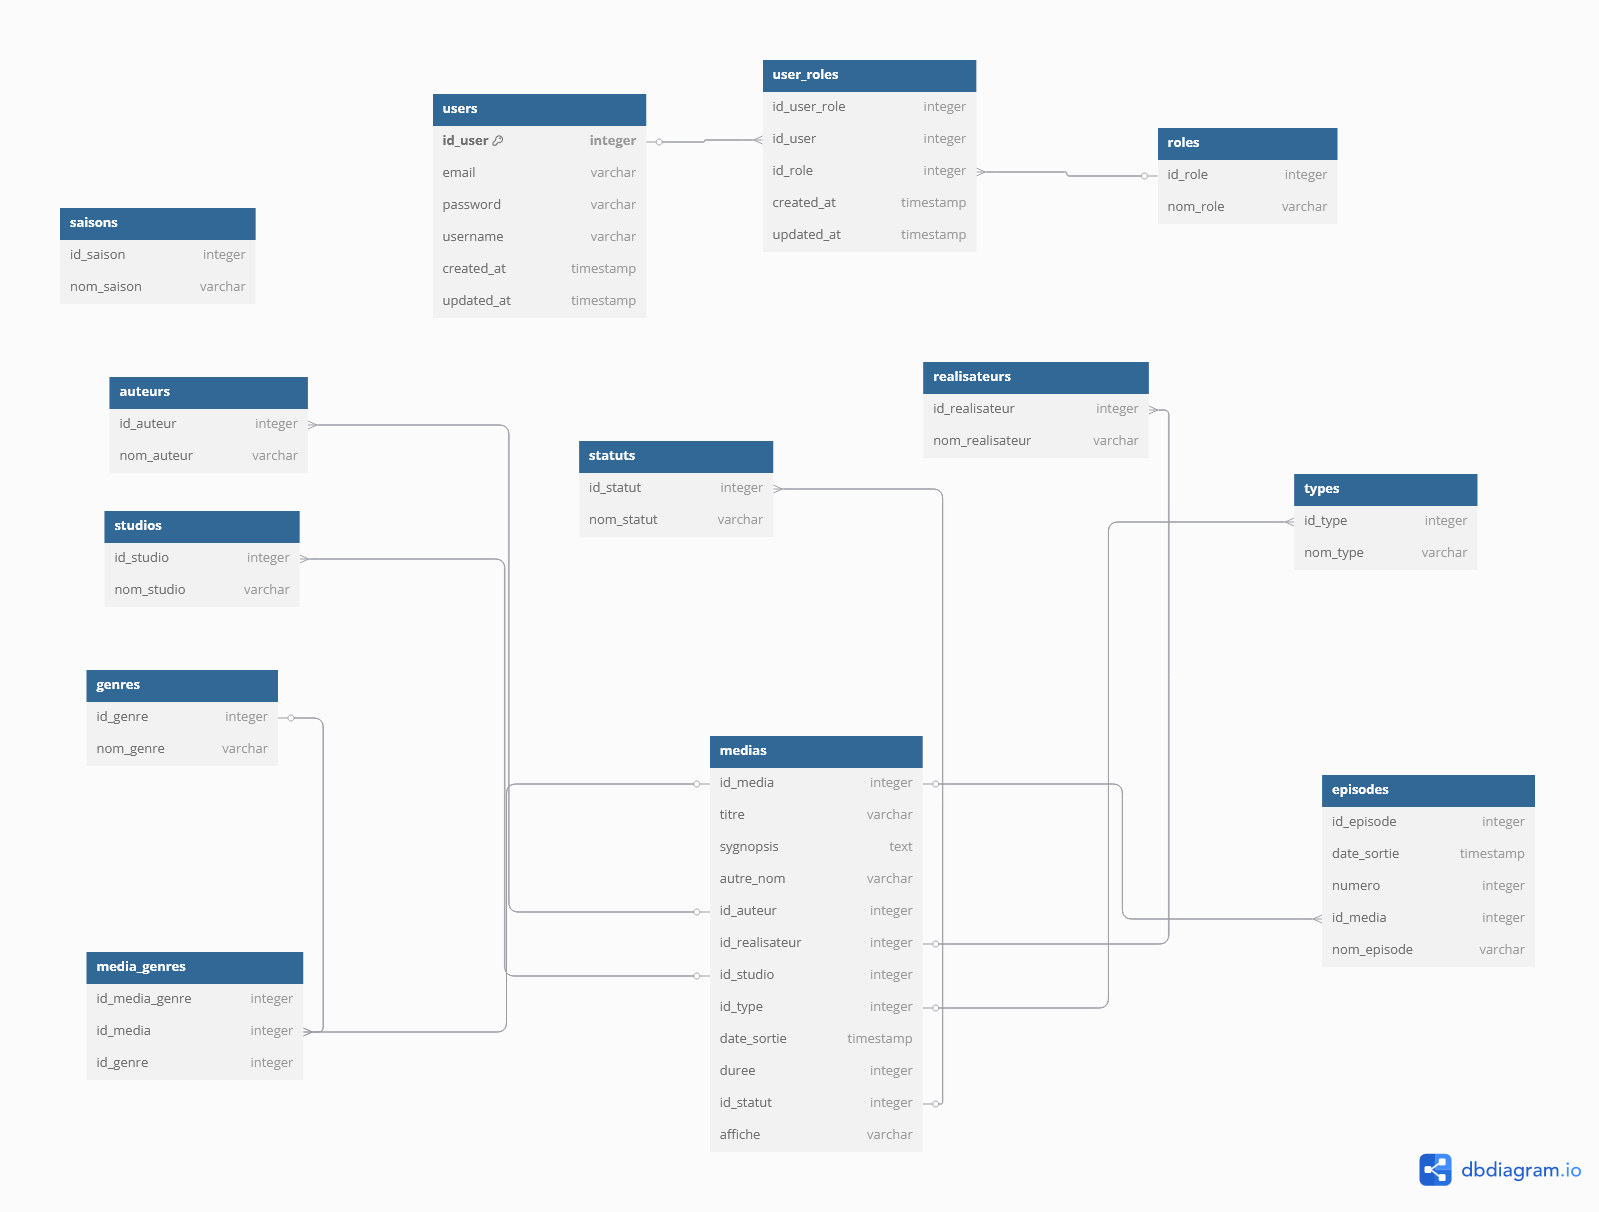 users
id_user integer
email varchar
password varchar
username varchar
created_at timestamp
updated_at timestamp
user_roles
id_user_role integer
id_user integer
id_role integer
created_at timestamp
updated_at timestamp
roles
id_role integer
nom_role varchar
saisons
id_saison integer
nom_saison varchar
auteurs
id_auteur integer
nom_auteur varchar
realisateurs
id_realisateur integer
nom_realisateur varchar
statuts
id_statut integer
nom_statut varchar
types
id_type integer
nom_type varchar
studios
id_studio integer
nom_studio varchar
genres
id_genre integer
nom_genre varchar
medias
id_media integer
titre varchar
sygnopsis text
autre_nom varchar
id_auteur integer
id_realisateur integer
id_studio integer
id_type integer
date_sortie timestamp
duree integer
id_statut integer
affiche varchar
episodes
id_episode integer
date_sortie timestamp
numero integer
id_media integer
nom_episode varchar
media_genres
id_media_genre integer
id_media integer
id_genre integer
dbdiagram.io